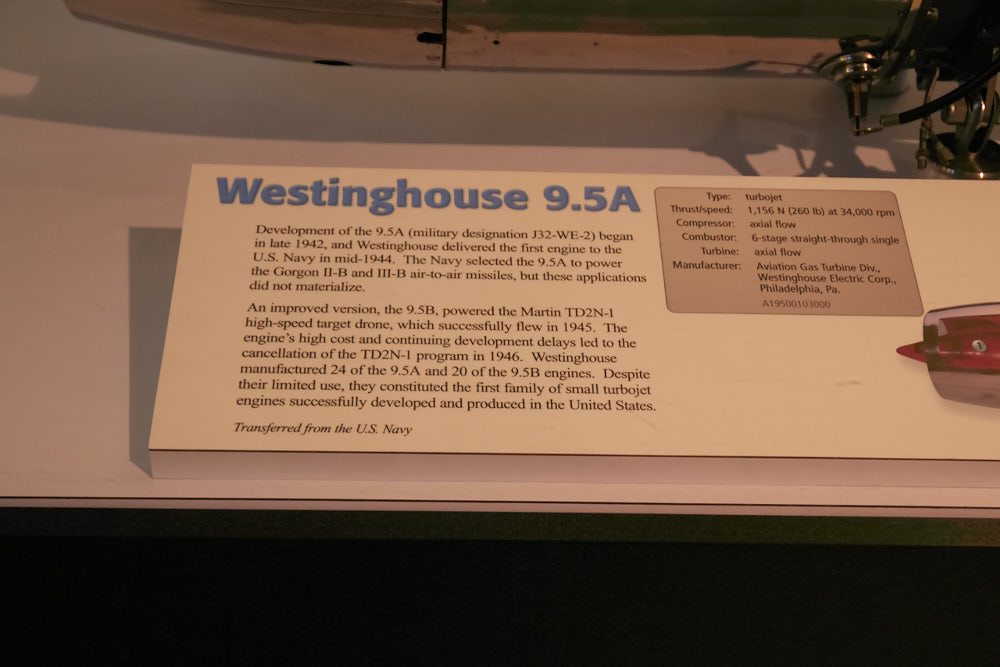 Westinghouse 9.5A
Development of the 9.5A (military designation J32-WE-2) began
in late 1942, and Westinghouse delivered the first engine to the
U.S. Navy in mid-1944. The Navy selected the 9.5A to power
the Gorgon II-B and III-B air-to-air missiles, but these applications
did not materialize.
An improved version, the 9.5B, powered the Martin TD2N-1
high-speed target drone, which successfully flew in 1945. The
engine's high cost and continuing development delays led to the
cancellation of the TD2N-1 program in 1946. Westinghouse
manufactured 24 of the 9.5A and 20 of the 9.5B engines. Despite
their limited use, they constituted the first family of small turbojet
engines successfully developed and produced in the United States.
Transferred from the U.S. Navy
Type: turbojet
Thrust/speed: 1,156 N (260 lb) at 34,000 rpm
Compressor: axial flow
Combustor: 6-stage straight-through single
Turbine: axial flow
Manufacturer: Aviation Gas Turbine Div.,
Westinghouse Electric Corp.,
Philadelphia, Pa.
A19500103000
1